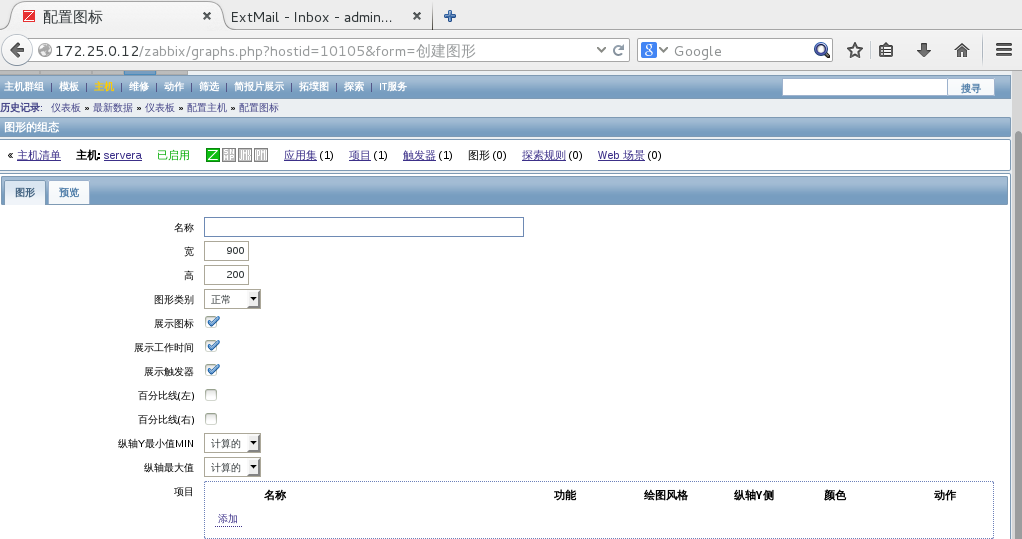 配置图标 ExtMail - Inbox - admin...
172.25.0.12/zabbix/graphs.php?hostid=10105&form=创建图形 Google
主机群组 | 模板 | 主机 | 维修 | 动作 | 筛选 | 简报片展示 | 拓墣图 | 探索 | IT服务 搜寻
历史记录: 仪表板 » 最新数据 » 仪表板 » 配置主机 » 配置图标
图形的组态
« 主机清单 主机: servera 已启用 应用集 (1) 项目 (1) 触发器 (1) 图形 (0) 探索规则 (0) Web 场景 (0)
图形 预览
名称
宽 900
高 200
图形类别 正常
展示图标
展示工作时间
展示触发器
百分比线(左)
百分比线(右)
纵轴Y最小值MIN 计算的
纵轴最大值 计算的
项目 名称 功能 绘图风格 纵轴Y侧 颜色 动作
添加